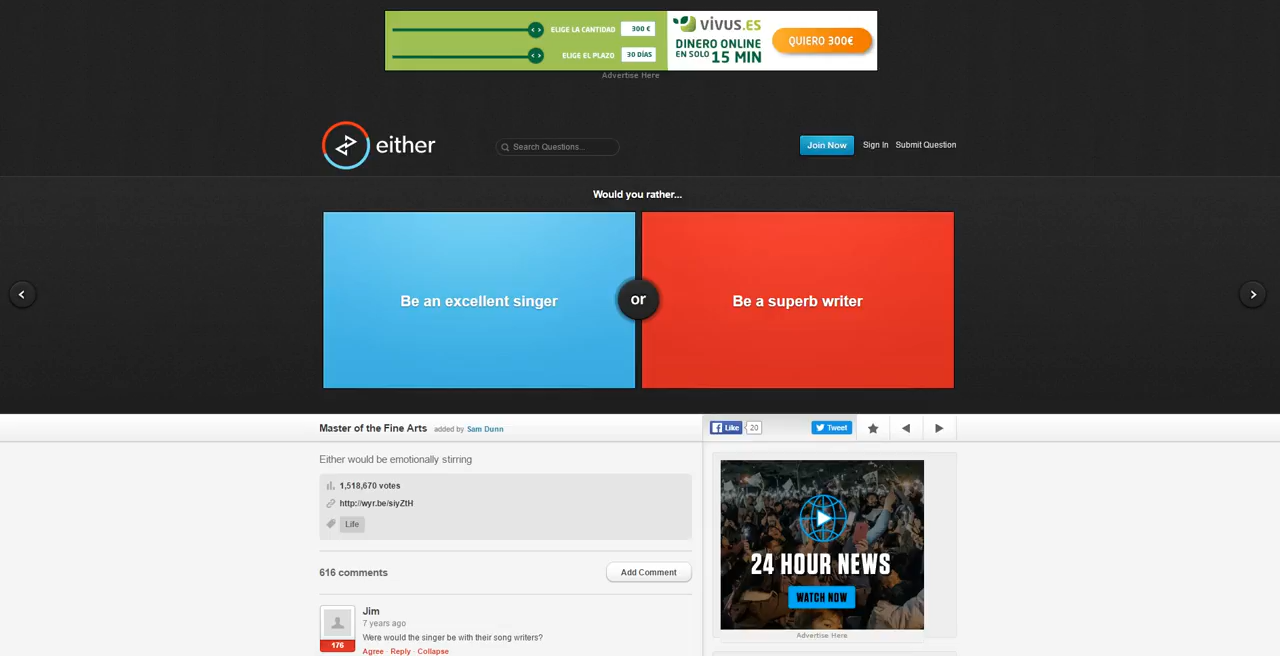 ELIGE LA CANTIDAD
300 €
ELIGE EL PLAZO
30 DÍAS
vivus.es
DINERO ONLINE
EN SOLO 15 MIN
QUIERO 300€
Advertise Here
either
Search Questions...
Join Now
Sign In
Submit Question
Would you rather...
Be an excellent singer
or
Be a superb writer
Master of the Fine Arts added by Sam Dunn
Like 20
Tweet
Either would be emotionally stirring
1,518,670 votes
http://wyr.be/siyZtH
Life
616 comments
Add Comment
Jim
7 years ago
Were would the singer be with their song writers?
176
Agree · Reply · Collapse
24 HOUR NEWS
WATCH NOW
Advertise Here